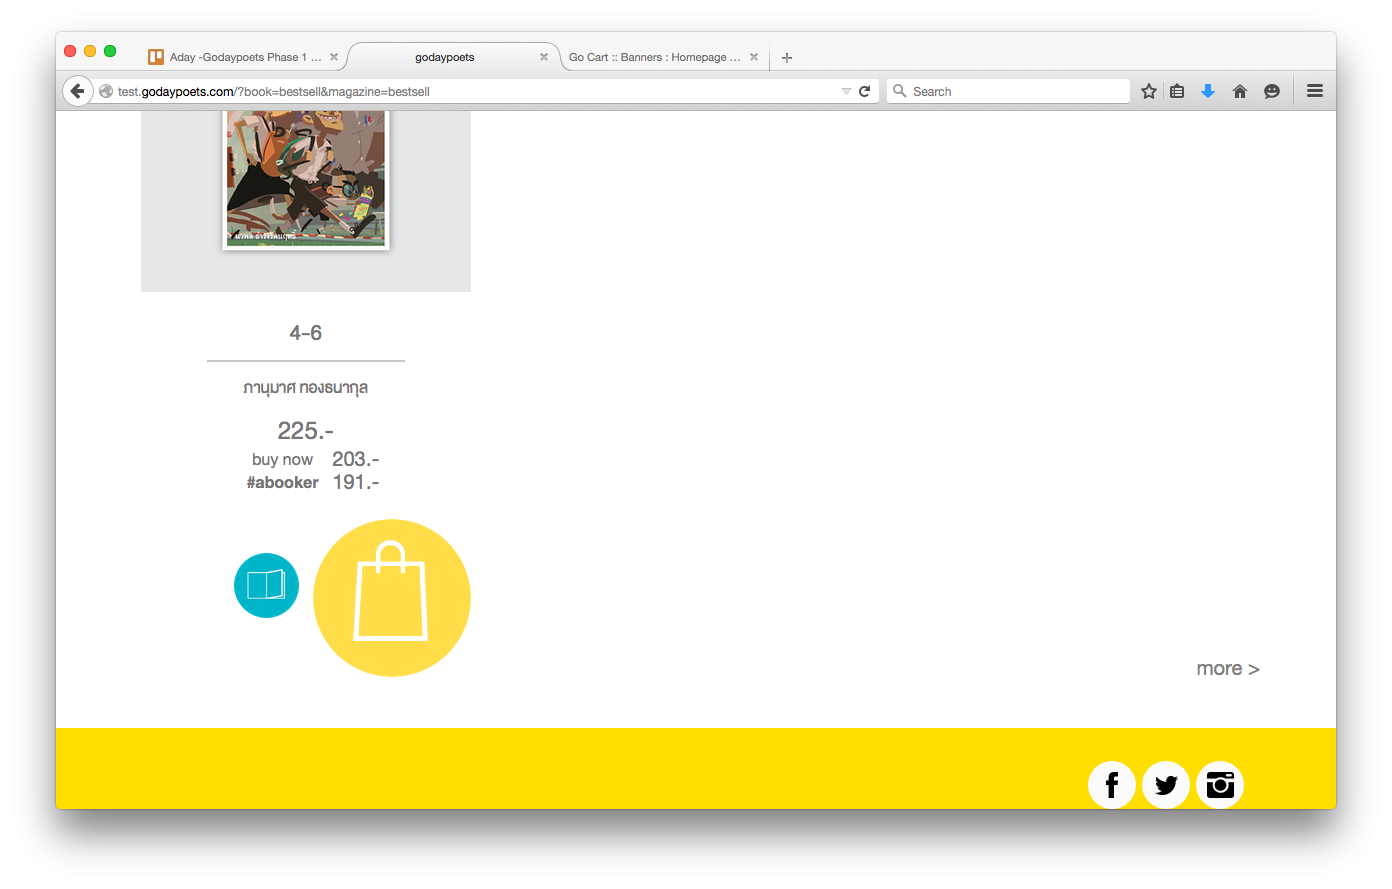 Aday -Godaypoets Phase 1 ...
godaypoets
Go Cart :: Banners : Homepage ...
test.godaypoets.com/?book=bestsell&magazine=bestsell
Search
4-6
ภานุมาศ ทองธนากุล
225.-
buy now 203.-
#abooker 191.-
more >